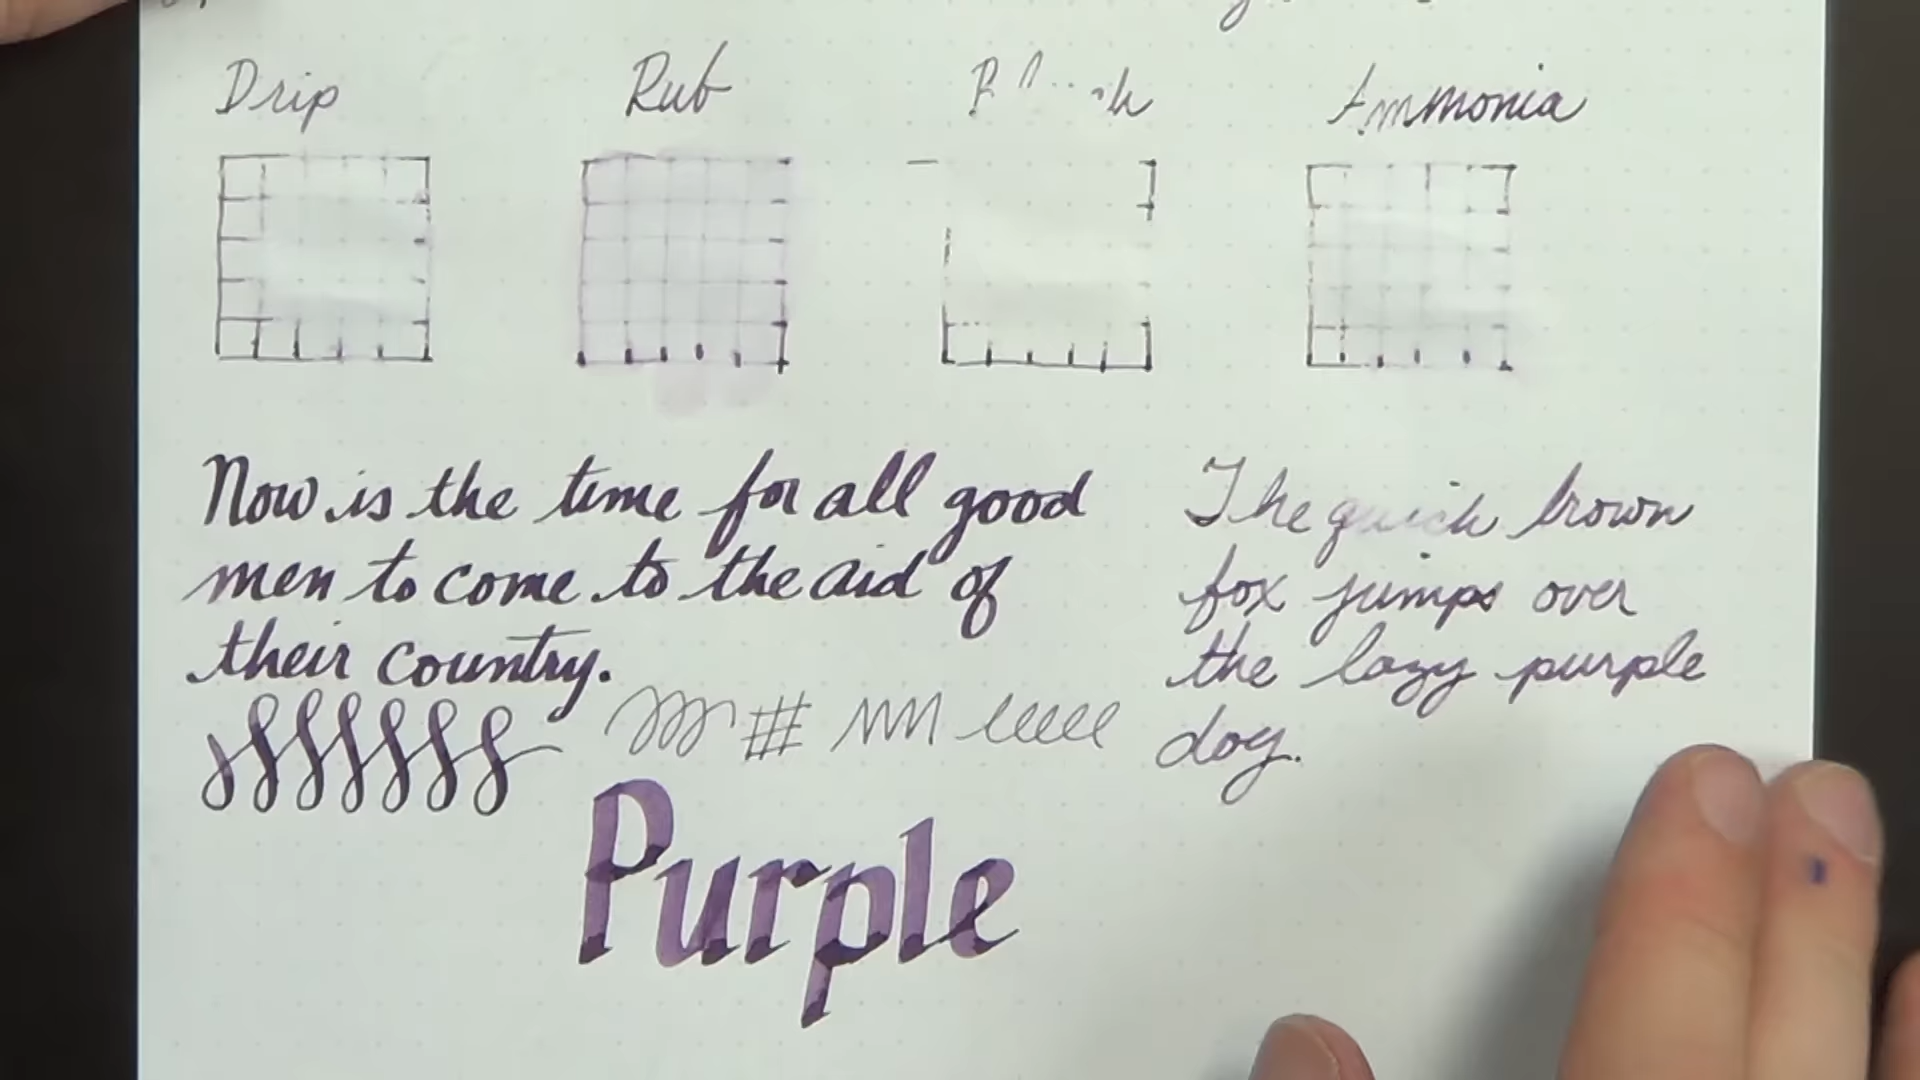 Drip Rub Ammonia
Now is the time for all good
men to come to the aid of
their country.
The quick brown
fox jumps over
the lazy purple
dog.
#
Purple